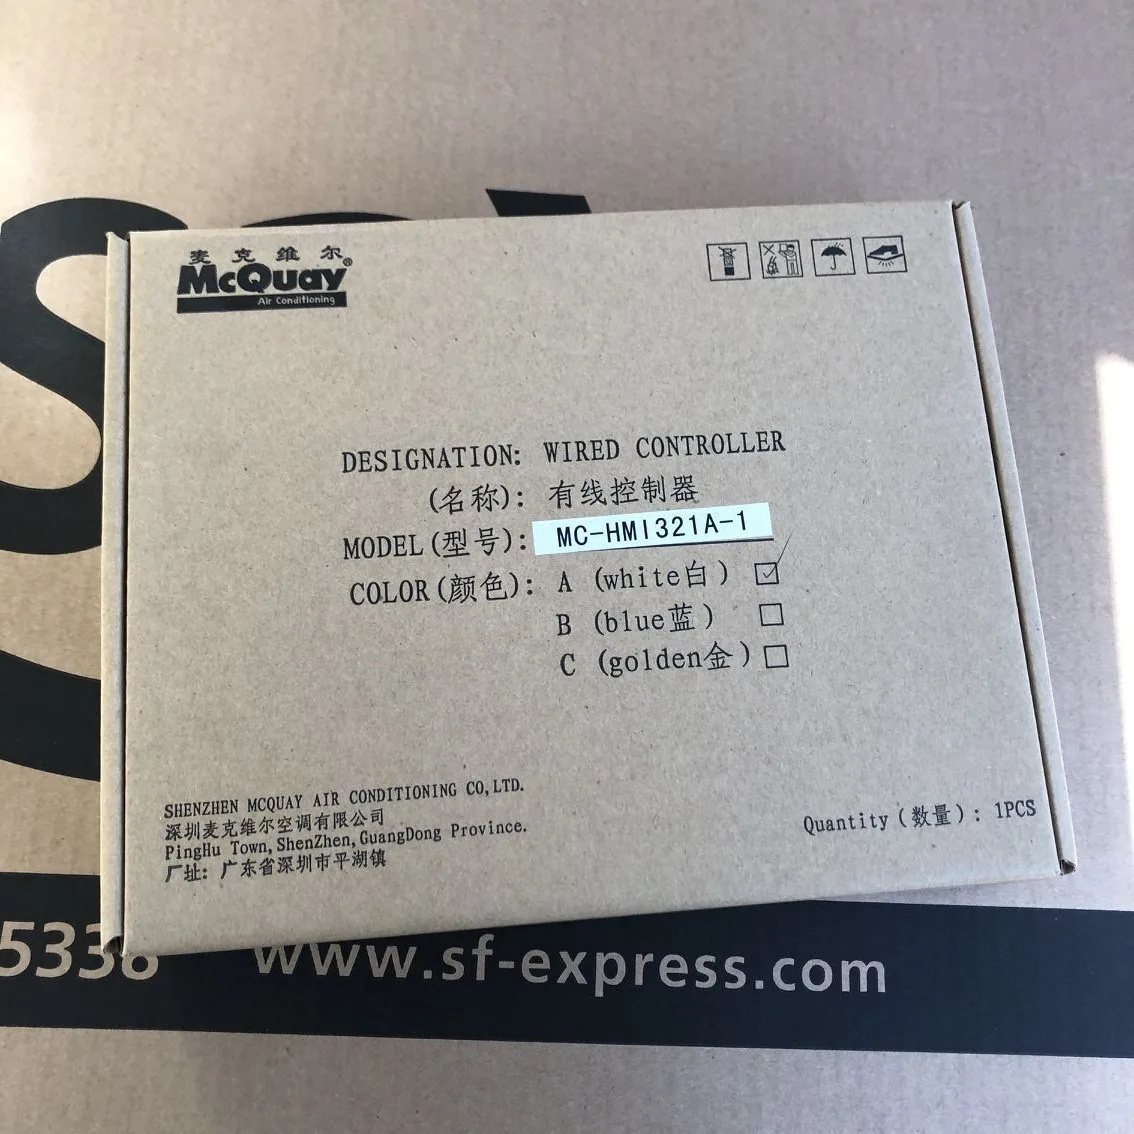 麦克维尔
McQuay®
Air Conditioning
DESIGNATION: WIRED CONTROLLER
(名称): 有线控制器
MODEL(型号): MC-HMI321A-1
COLOR(颜色): A (white白) ☑
B (blue蓝) □
C (golden金) □
SHENZHEN MCQUAY AIR CONDITIONING CO,LTD.
深圳麦克维尔空调有限公司
PingHu Town,ShenZhen,GuangDong Province.
厂址: 广东省深圳市平湖镇
Quantity(数量): 1PCS
5338 www.sf-express.com